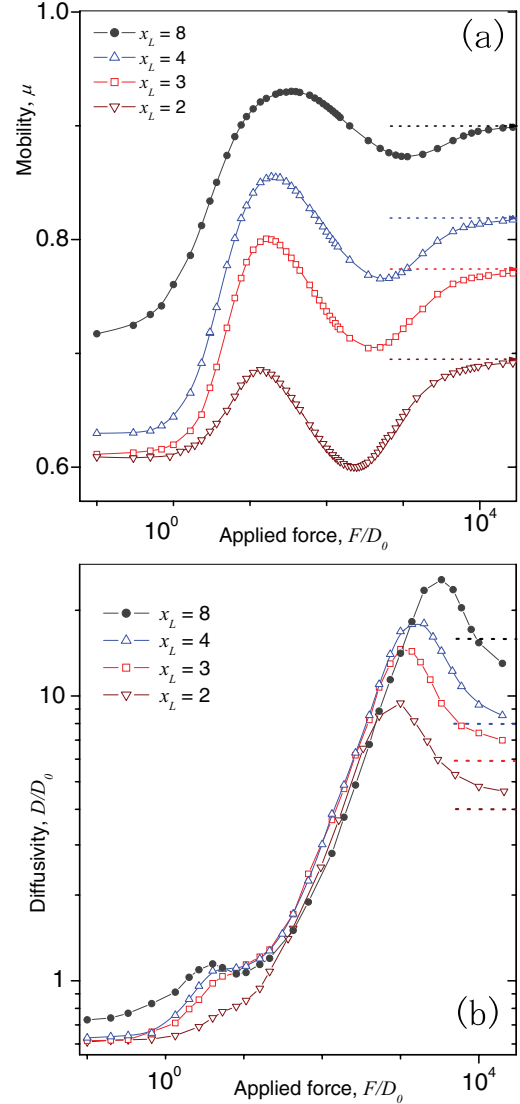 1.0
(a)
x_L = 8
x_L = 4
x_L = 3
x_L = 2
Mobility, μ
0.8
0.6
10^0
10^4
Applied force, F/D_0
x_L = 8
x_L = 4
x_L = 3
x_L = 2
10
Diffusivity, D/D_0
1
(b)
10^0
10^4
Applied force, F/D_0